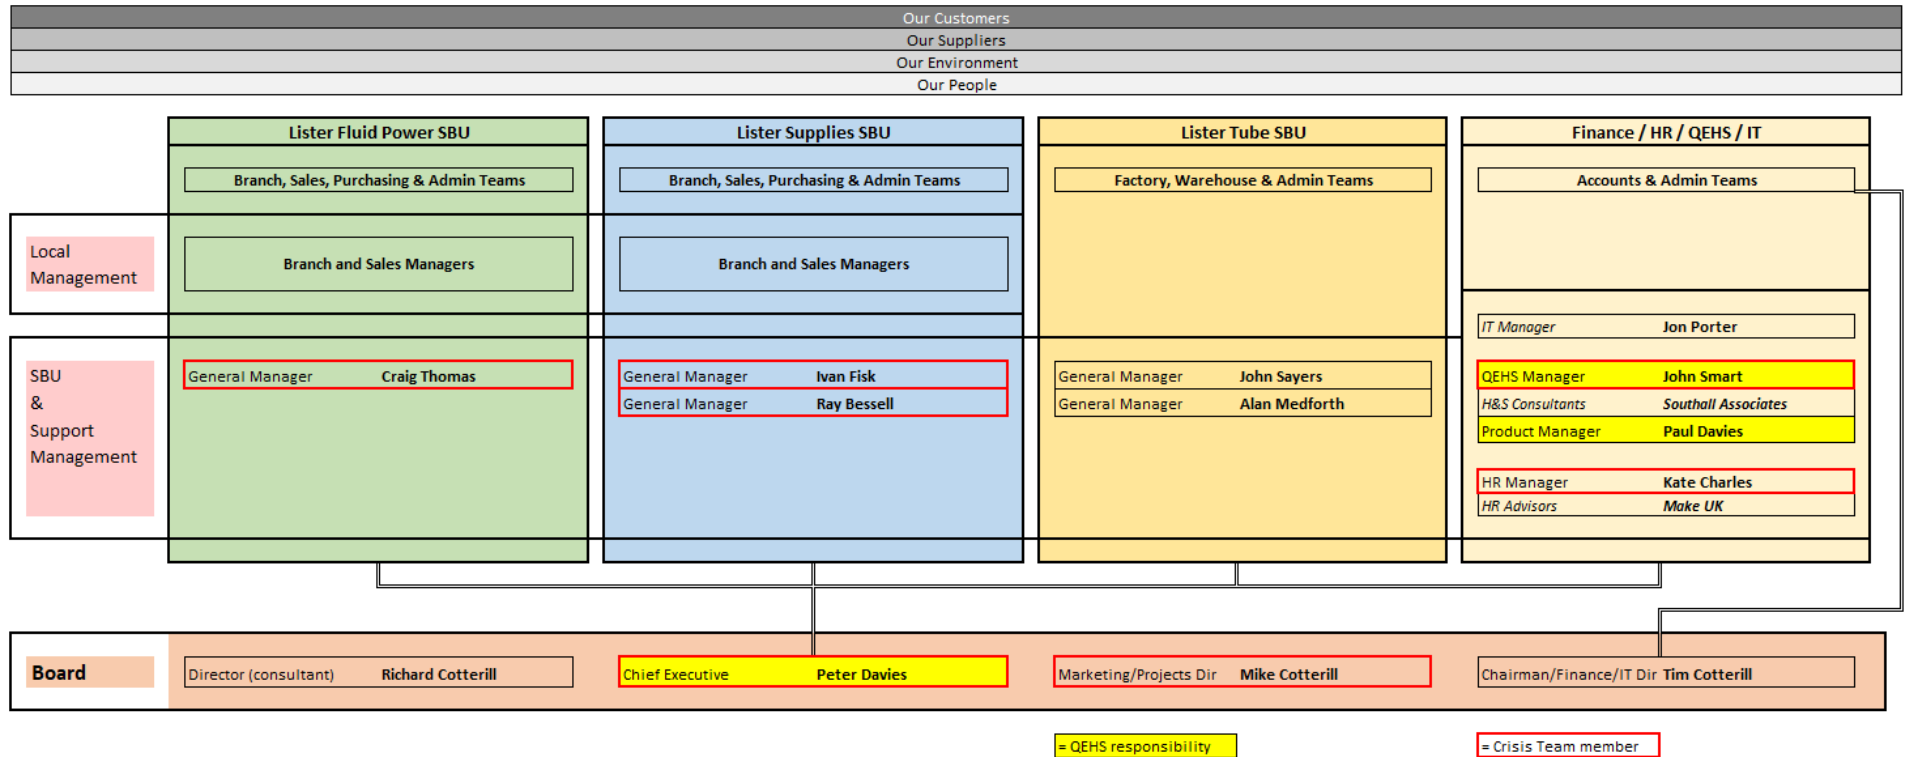 Our Customers
Our Suppliers
Our Environment
Our People
Lister Fluid Power SBU
Lister Supplies SBU
Lister Tube SBU
Finance / HR / QEHS / IT
Branch, Sales, Purchasing & Admin Teams
Branch, Sales, Purchasing & Admin Teams
Factory, Warehouse & Admin Teams
Accounts & Admin Teams
Local
Management
Branch and Sales Managers
Branch and Sales Managers
IT Manager Jon Porter
SBU
&
Support
Management
General Manager Craig Thomas
General Manager Ivan Fisk
General Manager Ray Bessell
General Manager John Sayers
General Manager Alan Medforth
QEHS Manager John Smart
H&S Consultants Southall Associates
Product Manager Paul Davies
HR Manager Kate Charles
HR Advisors Make UK
Board
Director (consultant) Richard Cotterill
Chief Executive Peter Davies
Marketing/Projects Dir Mike Cotterill
Chairman/Finance/IT Dir Tim Cotterill
= QEHS responsibility
= Crisis Team member